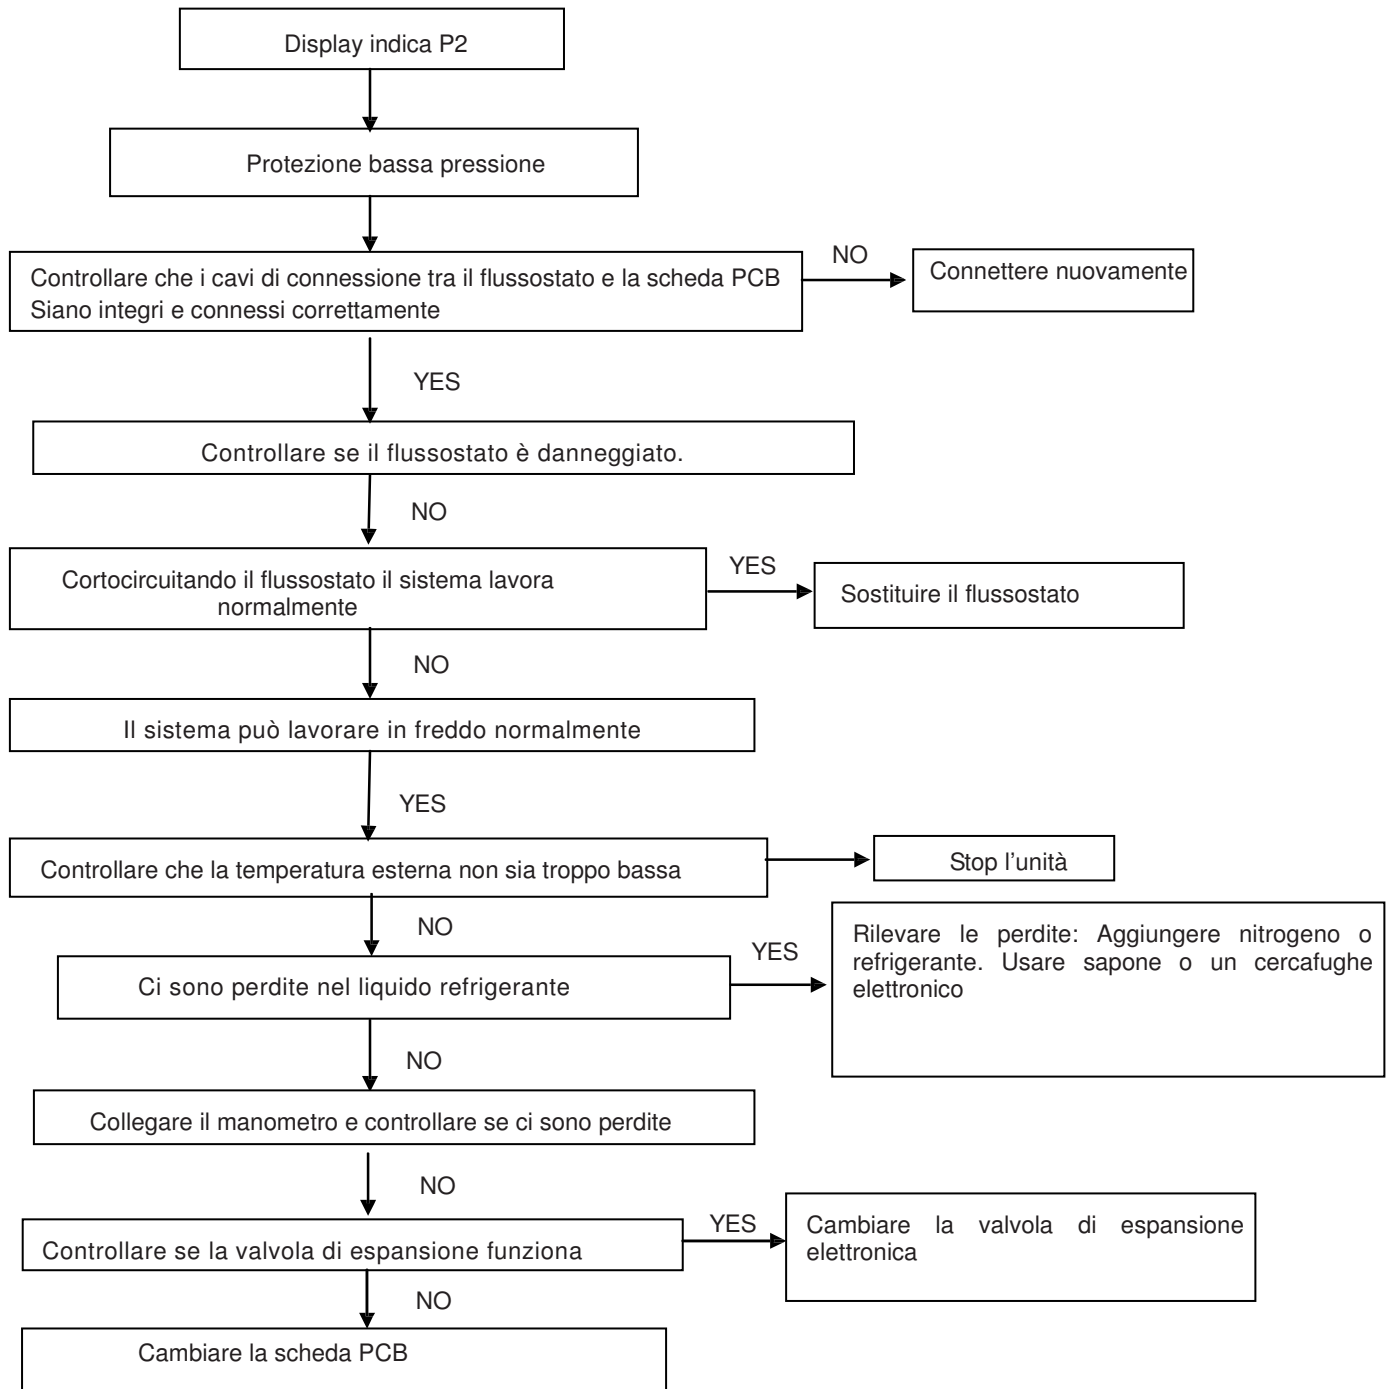 Display indica P2
Protezione bassa pressione
Controllare che i cavi di connessione tra il flussostato e la scheda PCB
Siano integri e connessi correttamente
NO
Connettere nuovamente
YES
Controllare se il flussostato è danneggiato.
NO
Cortocircuitando il flussostato il sistema lavora
normalmente
YES
Sostituire il flussostato
NO
Il sistema può lavorare in freddo normalmente
YES
Controllare che la temperatura esterna non sia troppo bassa
Stop l'unità
NO
Ci sono perdite nel liquido refrigerante
YES
Rilevare le perdite: Aggiungere nitrogeno o
refrigerante. Usare sapone o un cercafughe
elettronico
NO
Collegare il manometro e controllare se ci sono perdite
NO
Controllare se la valvola di espansione funziona
YES
Cambiare la valvola di espansione
elettronica
NO
Cambiare la scheda PCB